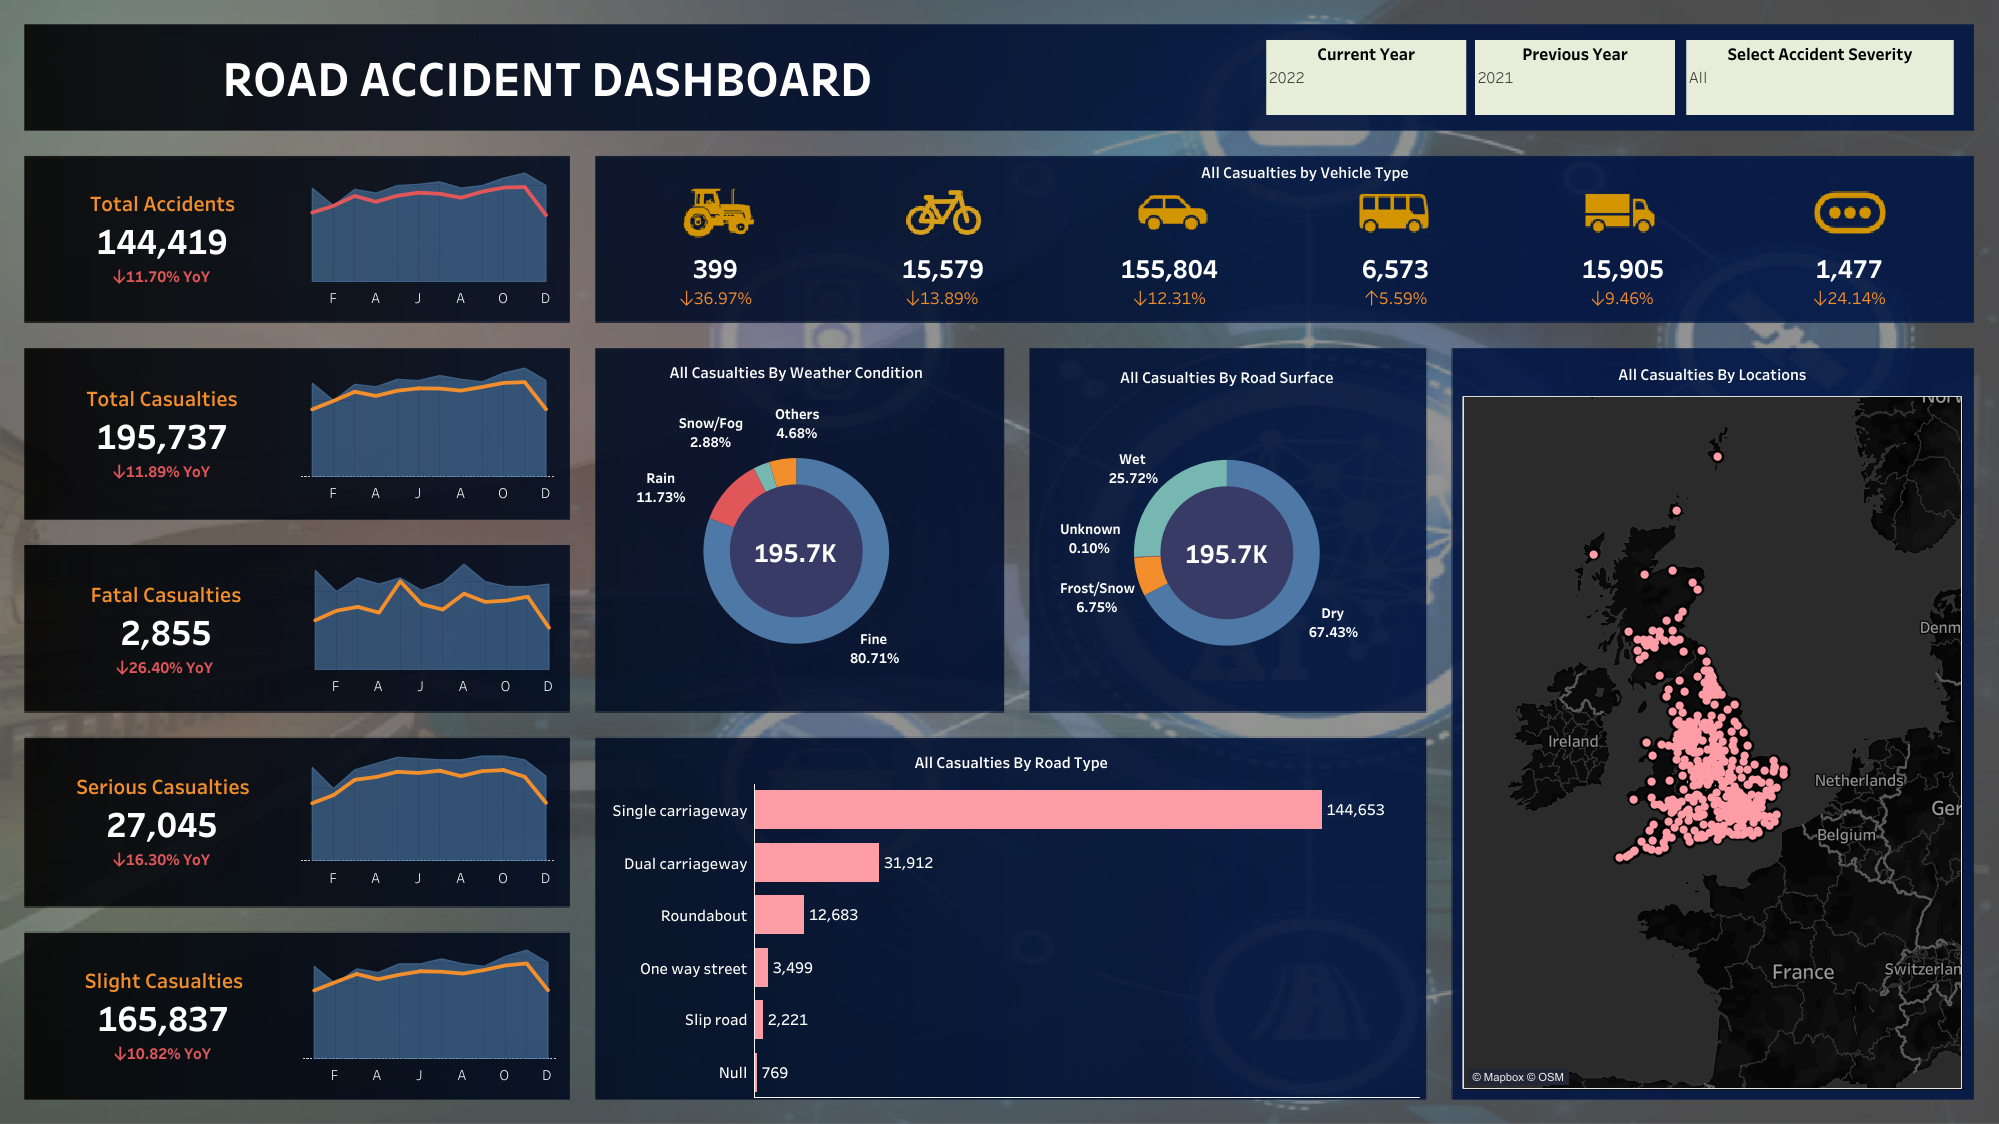 ROAD ACCIDENT DASHBOARD
Current Year
2022
Previous Year
2021
Select Accident Severity
All
Total Accidents
144,419
↓11.70% YoY
F A J A O D
All Casualties by Vehicle Type
399 15,579 155,804 6,573 15,905 1,477
↓36.97% ↓13.89% ↓12.31% ↑5.59% ↓9.46% ↓24.14%
Total Casualties
195,737
↓11.89% YoY
F A J A O D
Fatal Casualties
2,855
↓26.40% YoY
F A J A O D
Serious Casualties
27,045
↓16.30% YoY
F A J A O D
Slight Casualties
165,837
↓10.82% YoY
F A J A O D
All Casualties By Weather Condition
Others
4.68%
Snow/Fog
2.88%
Rain
11.73%
195.7K
Fine
80.71%
All Casualties By Road Surface
Wet
25.72%
Unknown
0.10%
Frost/Snow
6.75%
195.7K
Dry
67.43%
All Casualties By Road Type
Single carriageway 144,653
Dual carriageway 31,912
Roundabout 12,683
One way street 3,499
Slip road 2,221
Null 769
All Casualties By Locations
Norv
Denm
Ireland
Netherlands
Ger
Belgium
France
Switzerlan
© Mapbox © OSM